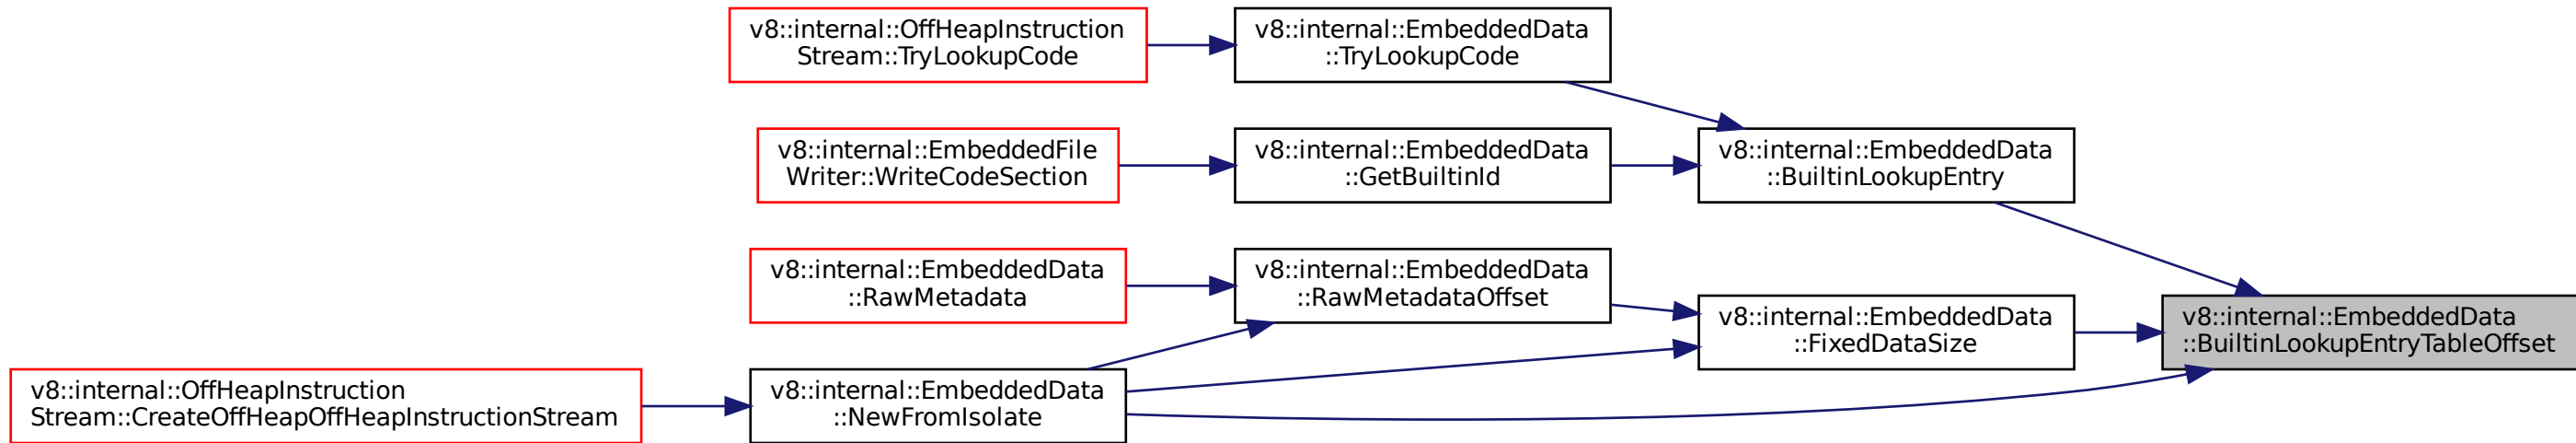 v8::internal::OffHeapInstruction
Stream::TryLookupCode
v8::internal::EmbeddedData
::TryLookupCode
v8::internal::EmbeddedFile
Writer::WriteCodeSection
v8::internal::EmbeddedData
::GetBuiltinId
v8::internal::EmbeddedData
::BuiltinLookupEntry
v8::internal::EmbeddedData
::RawMetadata
v8::internal::EmbeddedData
::RawMetadataOffset
v8::internal::EmbeddedData
::FixedDataSize
v8::internal::EmbeddedData
::BuiltinLookupEntryTableOffset
v8::internal::OffHeapInstruction
Stream::CreateOffHeapOffHeapInstructionStream
v8::internal::EmbeddedData
::NewFromIsolate